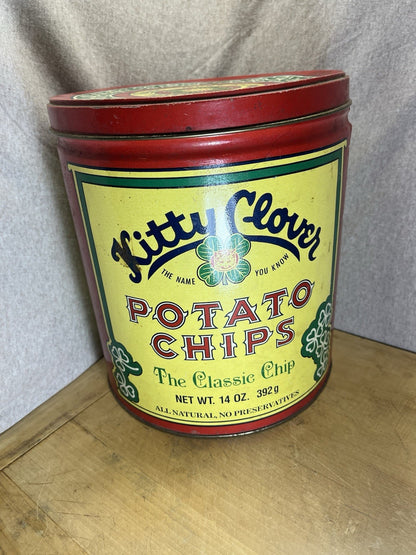 Kitty Clover
THE NAME YOU KNOW
POTATO
CHIPS
The Classic Chip
NET WT. 14 OZ. 392g
ALL NATURAL, NO PRESERVATIVES